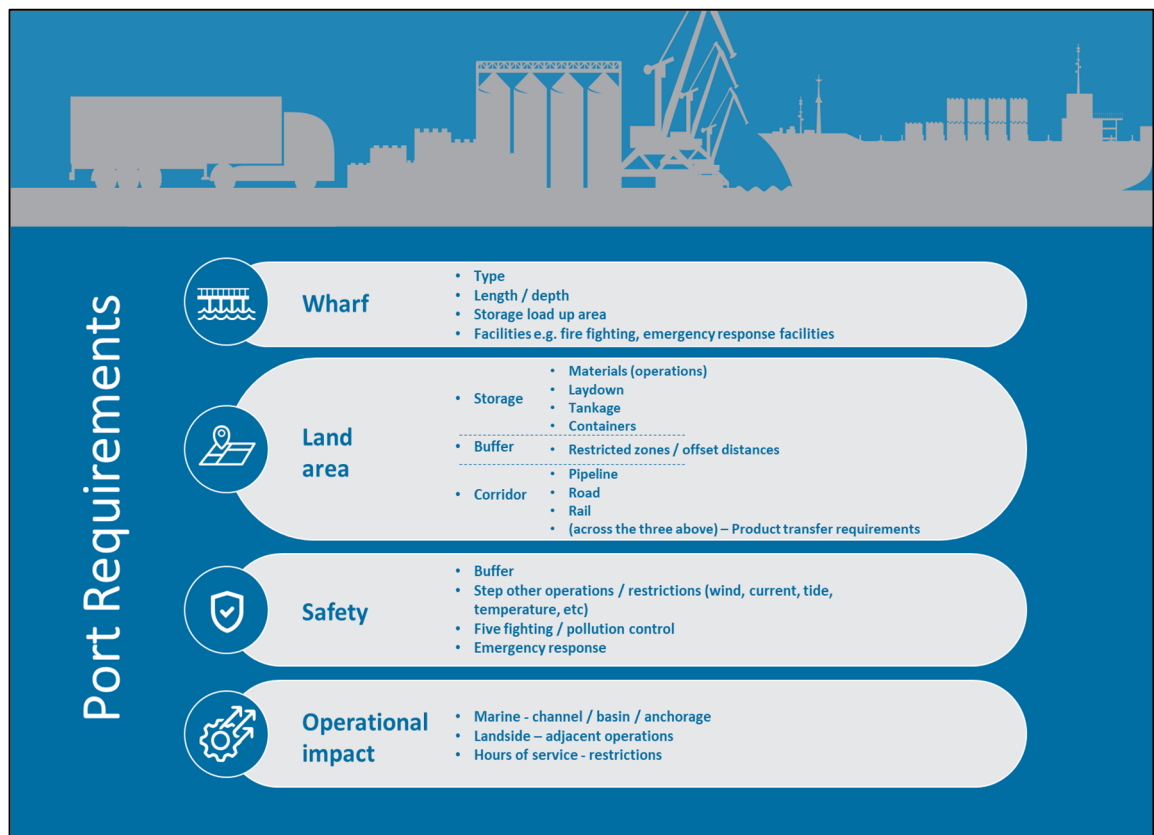 Port Requirements
Wharf
• Type
• Length / depth
• Storage load up area
• Facilities e.g. fire fighting, emergency response facilities
Land
area
• Storage
• Materials (operations)
• Laydown
• Tankage
• Containers
• Buffer
• Restricted zones / offset distances
• Corridor
• Pipeline
• Road
• Rail
• (across the three above) – Product transfer requirements
Safety
• Buffer
• Step other operations / restrictions (wind, current, tide,
temperature, etc)
• Five fighting / pollution control
• Emergency response
Operational
impact
• Marine - channel / basin / anchorage
• Landside – adjacent operations
• Hours of service - restrictions